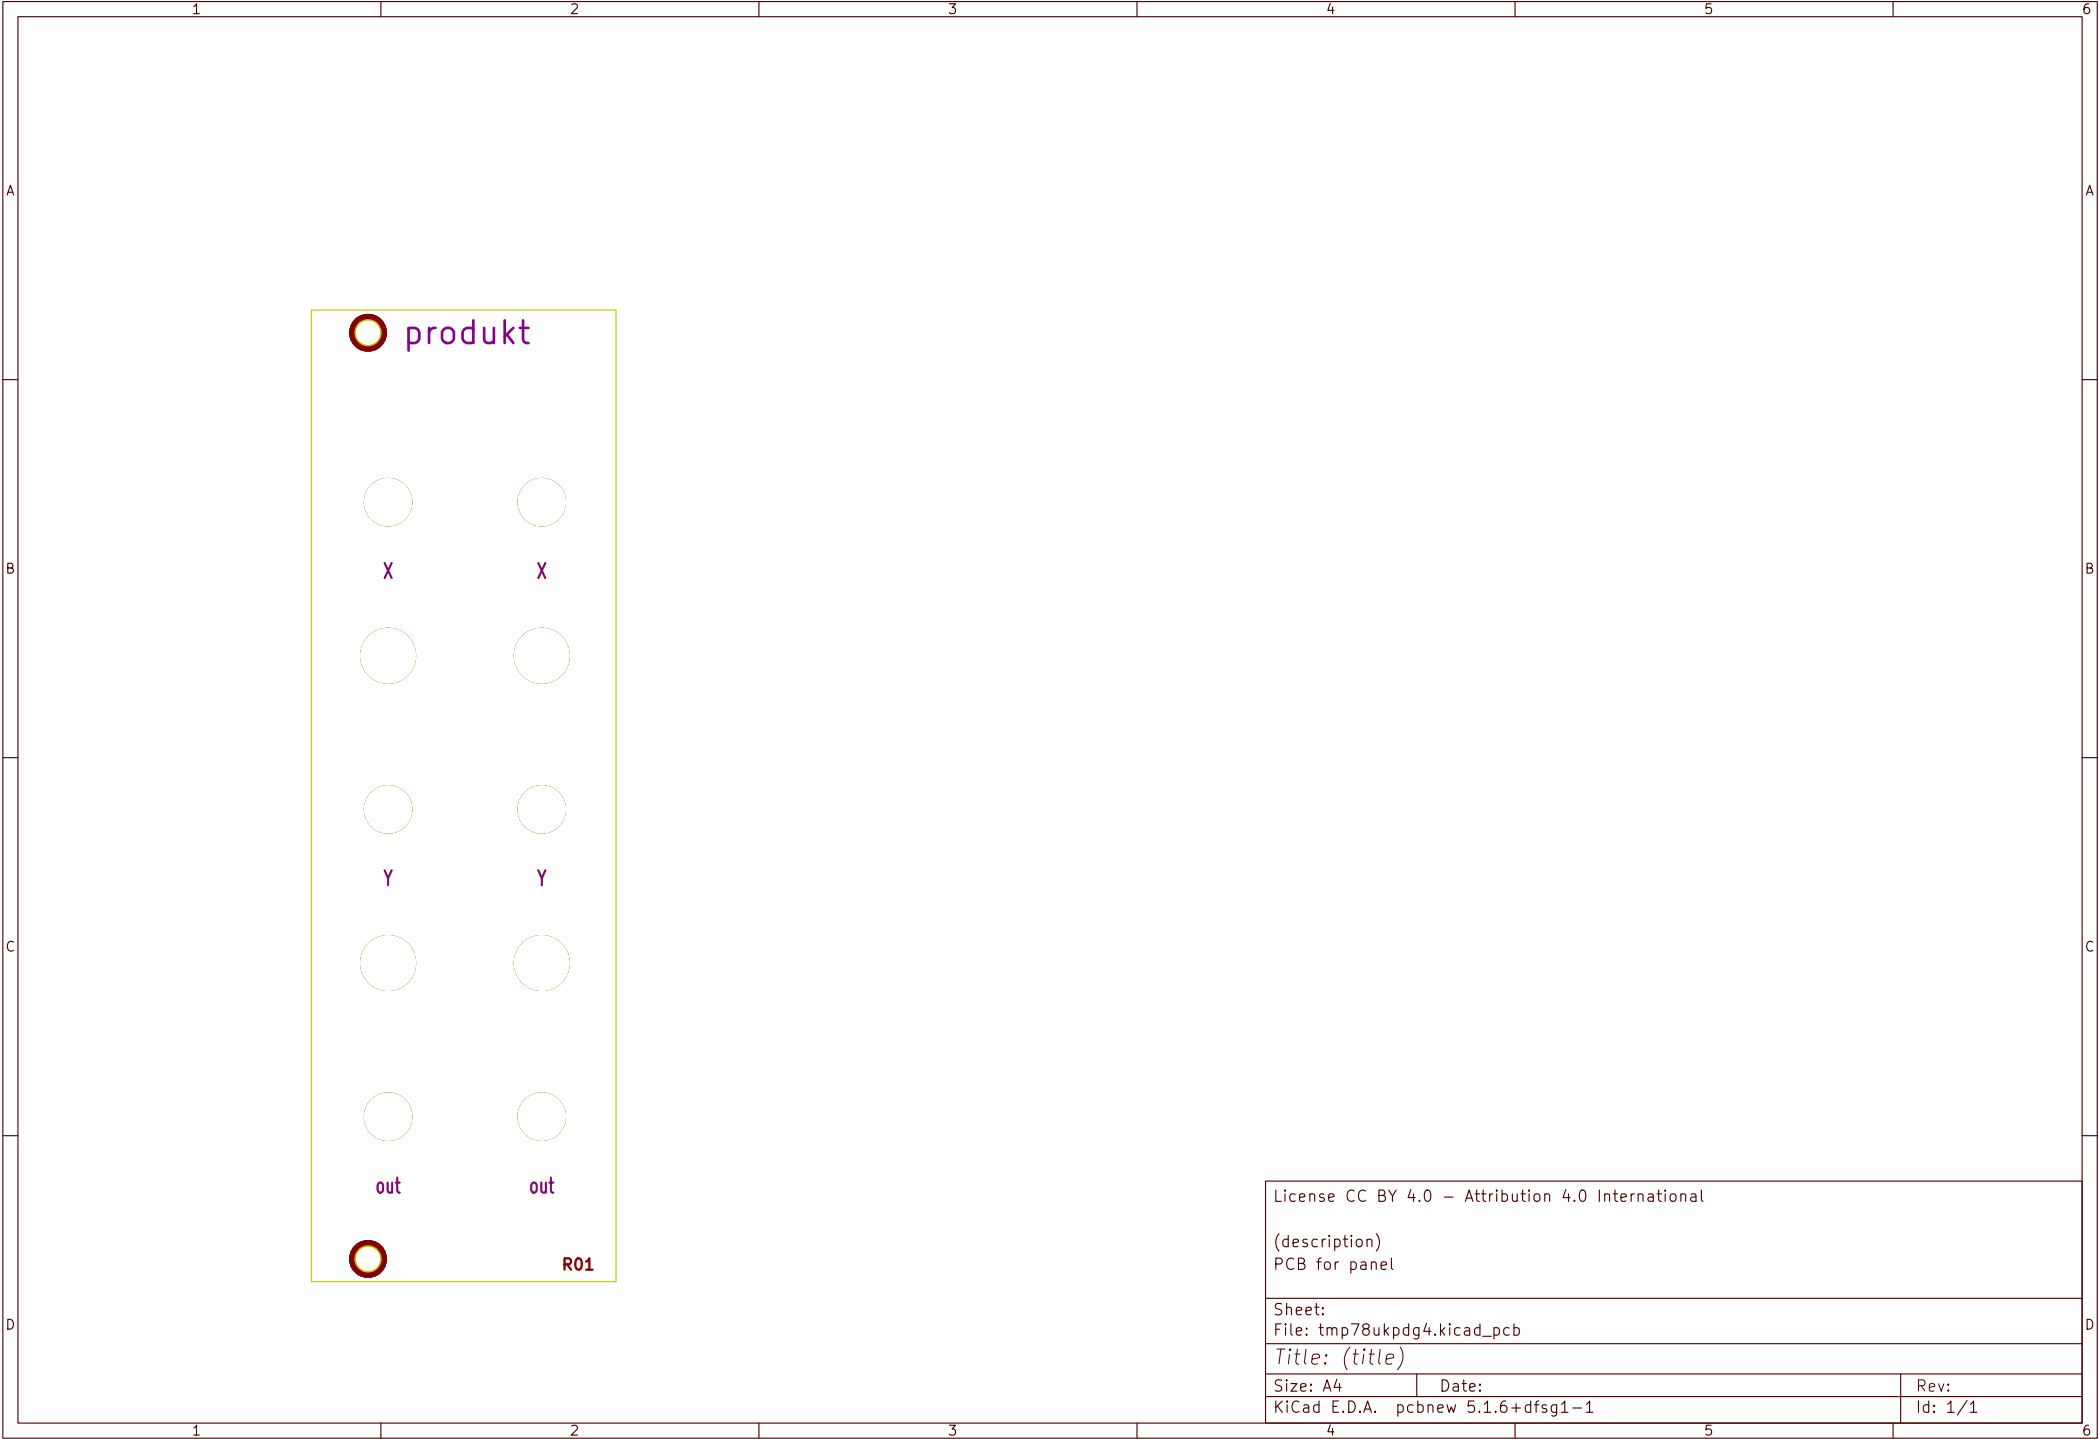 1 2 3 4 5 6
A A
produkt
X X
B B
Y Y
C C
out out
R01
License CC BY 4.0 - Attribution 4.0 International
(description)
PCB for panel
Sheet:
File: tmp78ukpdg4.kicad_pcb
D D
Title: (title)
Size: A4 Date: Rev:
KiCad E.D.A. pcbnew 5.1.6+dfsg1-1 Id: 1/1
1 2 3 4 5 6